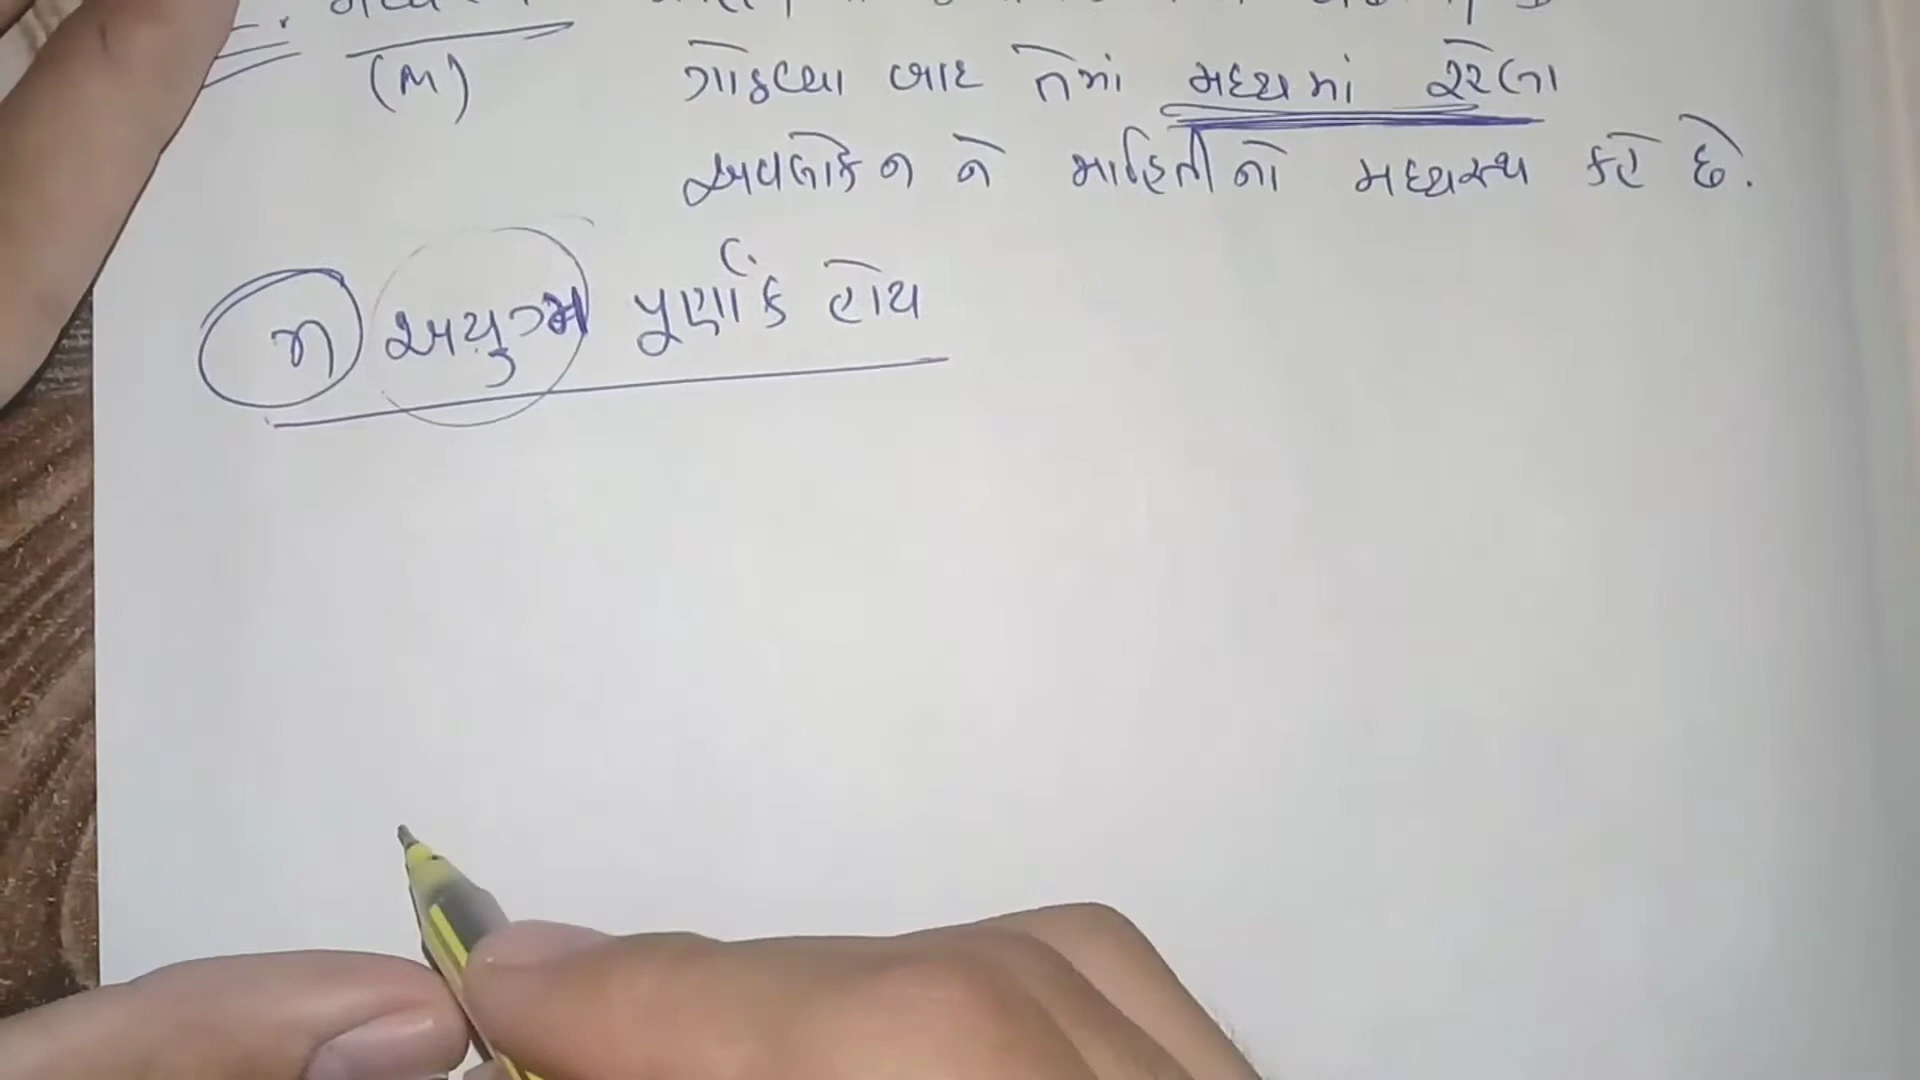 (M)
ગોઠવ્યા બાદ તેમાં મધ્યમાં રહેલા
અવલોકન ને માહિતીનો મધ્યસ્થ કહે છે.
n અયુગ્મ પૂર્ણાંક હોય